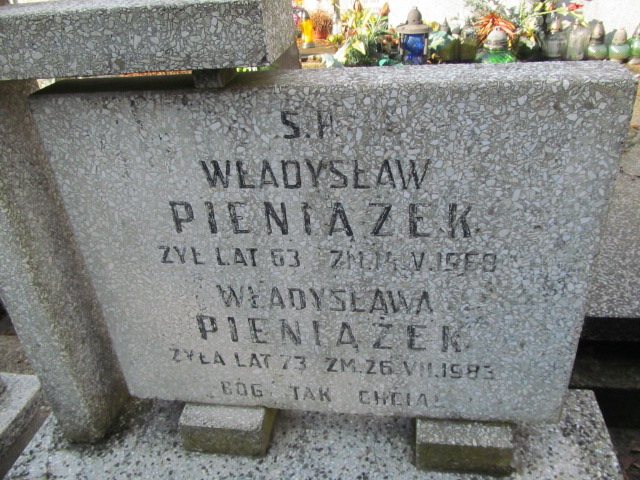 Ś.P.
WŁADYSŁAW
PIENIĄŻEK
ŻYŁ LAT 63 ZM.14.V.1968
WŁADYSŁAWA
PIENIĄŻEK
ŻYŁA LAT 73 ZM.26.VII.1983
BÓG TAK CHCIAŁ